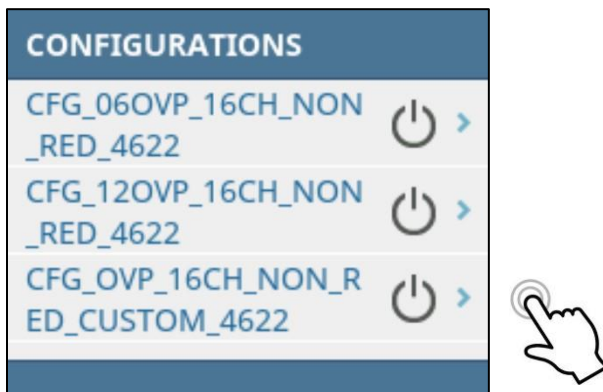 CONFIGURATIONS
CFG_06OVP_16CH_NON
_RED_4622
CFG_12OVP_16CH_NON
_RED_4622
CFG_OVP_16CH_NON_R
ED_CUSTOM_4622